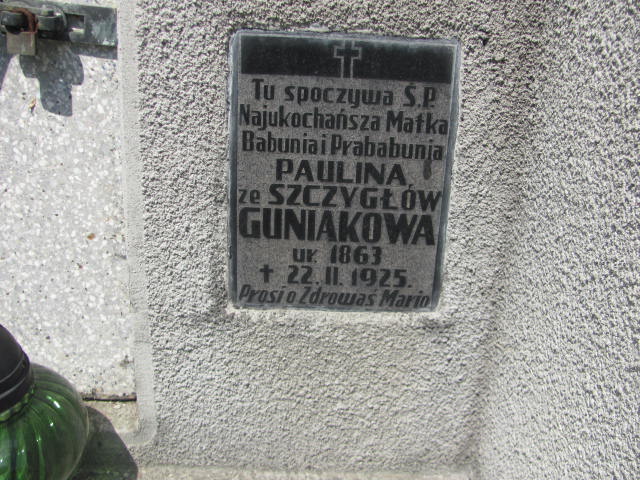 Tu spoczywa Ś.P.
Najukochańsza Matka
Babunia i Prababunia
PAULINA
ze SZCZYGŁÓW
GUNIAKOWA
ur. 1863
✝ 22. II. 1925.
Prosi o Zdrowaś Mario